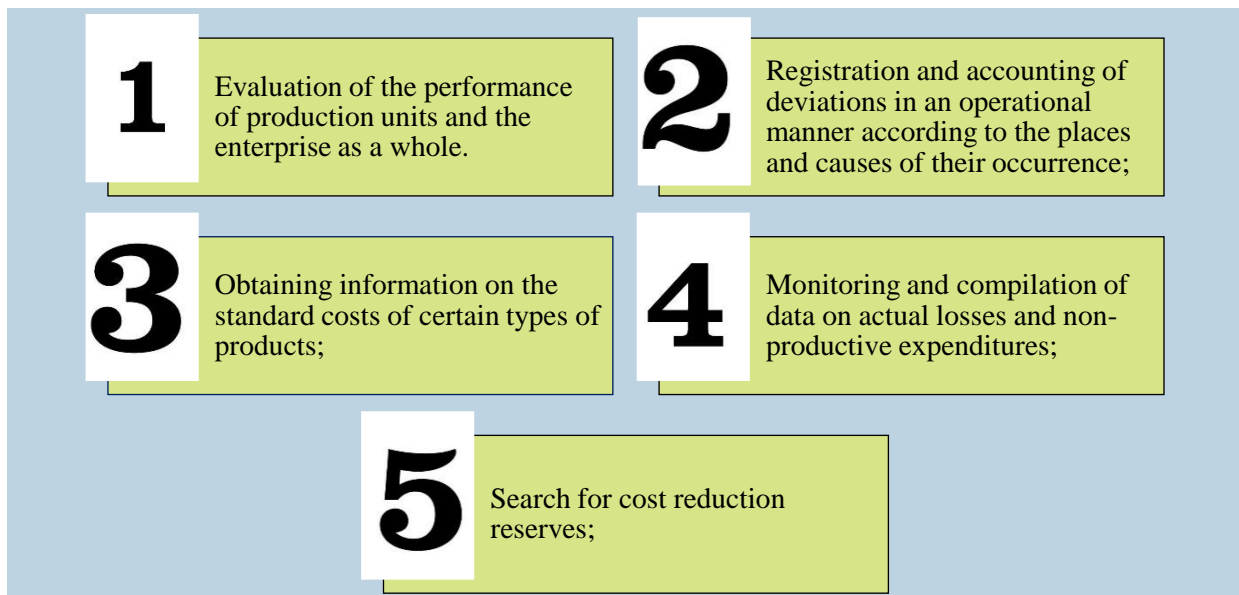 1
Evaluation of the performance
of production units and the
enterprise as a whole.
2
Registration and accounting of
deviations in an operational
manner according to the places
and causes of their occurrence;
3
Obtaining information on the
standard costs of certain types of
products;
4
Monitoring and compilation of
data on actual losses and non-
productive expenditures;
5
Search for cost reduction
reserves;